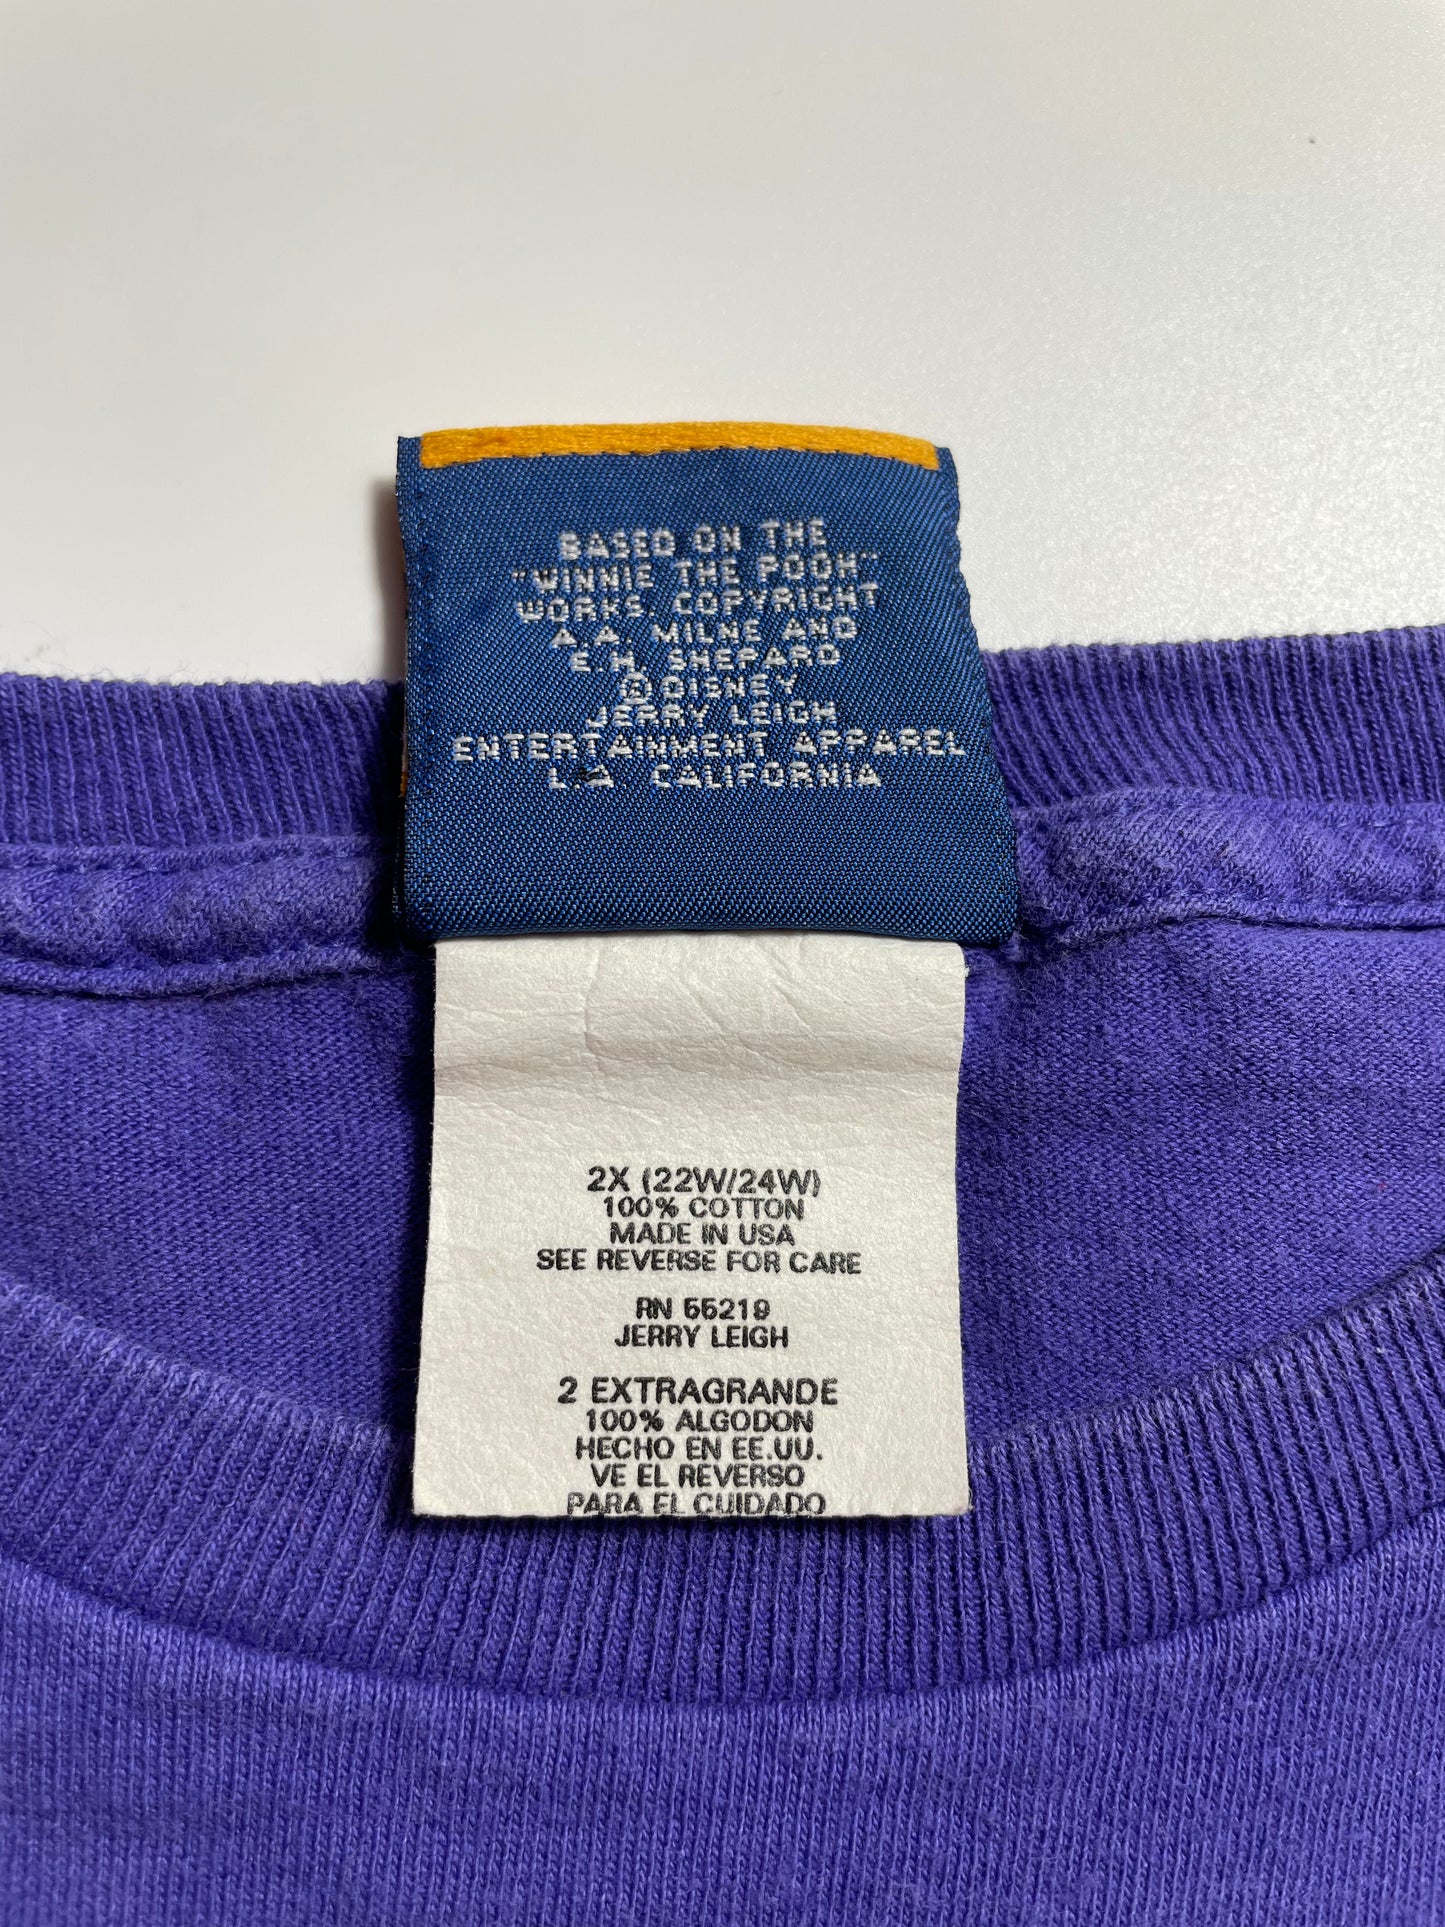 BASED ON THE
"WINNIE THE POOH"
WORKS, COPYRIGHT
A.A. MILNE AND
E.H. SHEPARD
© DISNEY
JERRY LEIGH
ENTERTAINMENT APPAREL
L.A CALIFORNIA
2X (22W/24W)
100% COTTON
MADE IN USA
SEE REVERSE FOR CARE
RN 55219
JERRY LEIGH
2 EXTRAGRANDE
100% ALGODON
HECHO EN EE.UU.
VE EL REVERSO
PARA EL CUIDADO